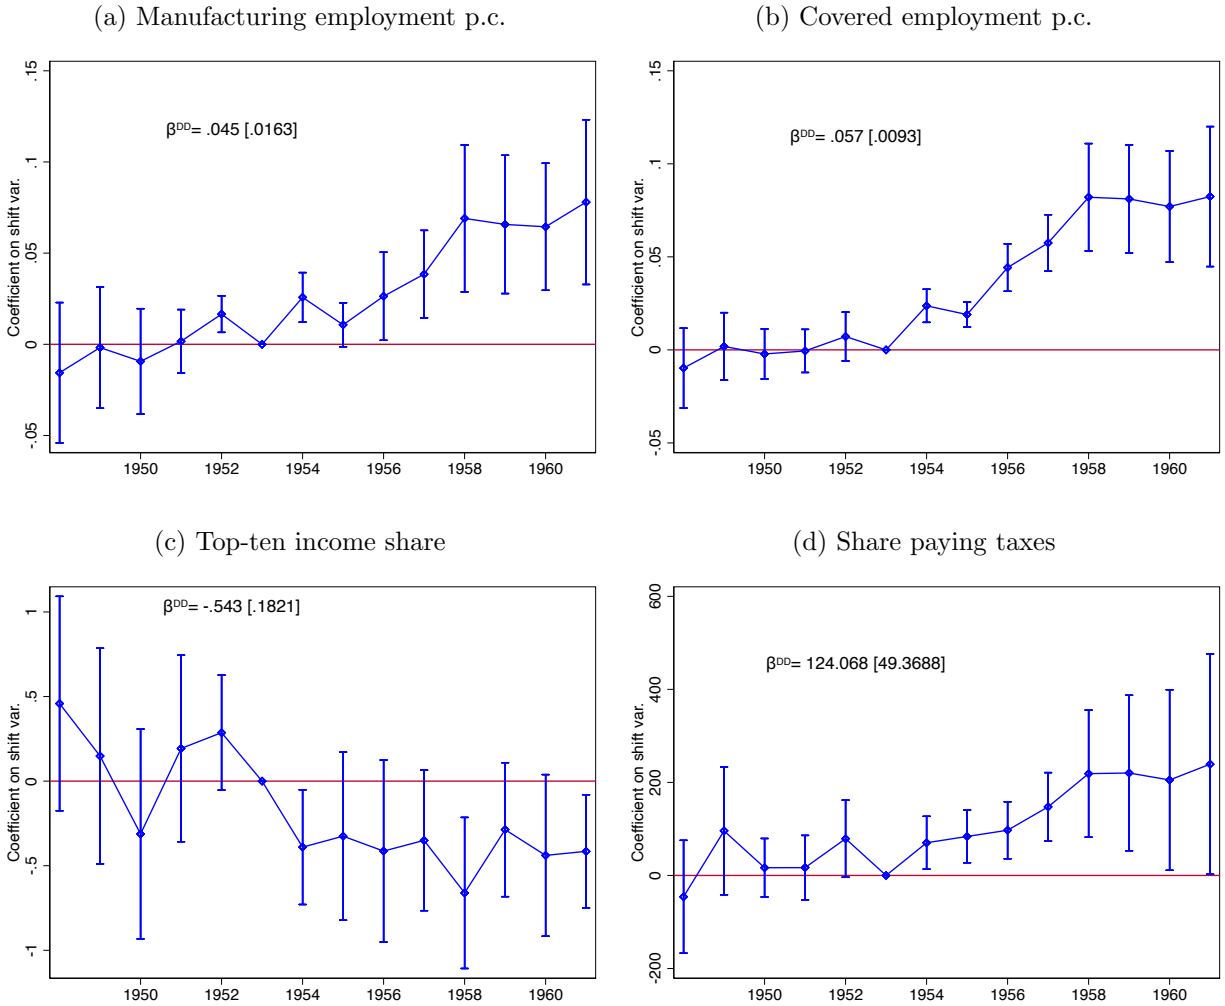 (a) Manufacturing employment p.c.
Coefficient on shift var.
.15
.1
.05
0
-.05
βᴰᴰ= .045 [.0163]
1950 1952 1954 1956 1958 1960
(b) Covered employment p.c.
Coefficient on shift var.
.15
.1
.05
0
-.05
βᴰᴰ= .057 [.0093]
1950 1952 1954 1956 1958 1960
(c) Top-ten income share
Coefficient on shift var.
1
.5
0
-.5
-1
βᴰᴰ= -.543 [.1821]
1950 1952 1954 1956 1958 1960
(d) Share paying taxes
Coefficient on shift var.
600
400
200
0
-200
βᴰᴰ= 124.068 [49.3688]
1950 1952 1954 1956 1958 1960